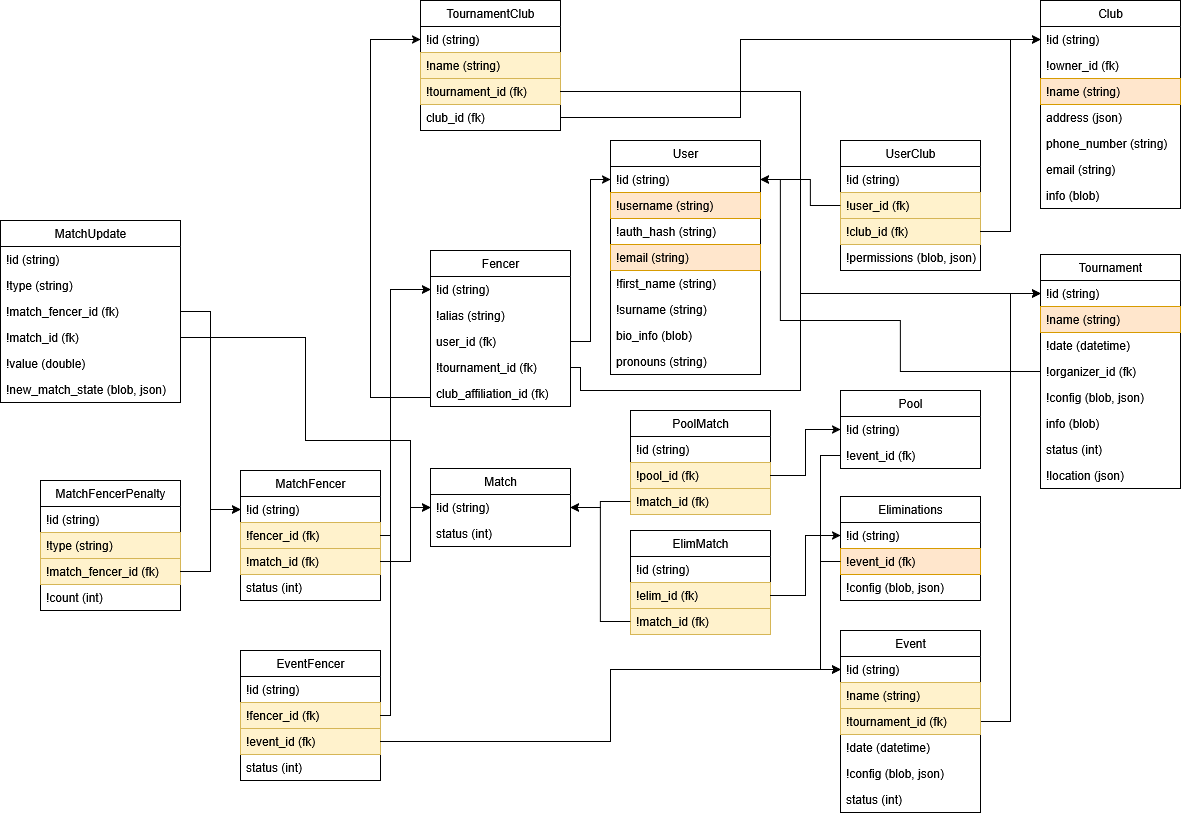 TournamentClub
!id (string)
!name (string)
!tournament_id (fk)
club_id (fk)
Club
!id (string)
!owner_id (fk)
!name (string)
address (json)
phone_number (string)
email (string)
info (blob)
User
!id (string)
!username (string)
!auth_hash (string)
!email (string)
!first_name (string)
!surname (string)
bio_info (blob)
pronouns (string)
UserClub
!id (string)
!user_id (fk)
!club_id (fk)
!permissions (blob, json)
MatchUpdate
!id (string)
!type (string)
!match_fencer_id (fk)
!match_id (fk)
!value (double)
!new_match_state (blob, json)
Fencer
!id (string)
!alias (string)
user_id (fk)
!tournament_id (fk)
club_affiliation_id (fk)
Tournament
!id (string)
!name (string)
!date (datetime)
!organizer_id (fk)
!config (blob, json)
info (blob)
status (int)
!location (json)
PoolMatch
!id (string)
!pool_id (fk)
!match_id (fk)
Pool
!id (string)
!event_id (fk)
MatchFencerPenalty
!id (string)
!type (string)
!match_fencer_id (fk)
!count (int)
MatchFencer
!id (string)
!fencer_id (fk)
!match_id (fk)
status (int)
Match
!id (string)
status (int)
ElimMatch
!id (string)
!elim_id (fk)
!match_id (fk)
Eliminations
!id (string)
!event_id (fk)
!config (blob, json)
EventFencer
!id (string)
!fencer_id (fk)
!event_id (fk)
status (int)
Event
!id (string)
!name (string)
!tournament_id (fk)
!date (datetime)
!config (blob, json)
status (int)